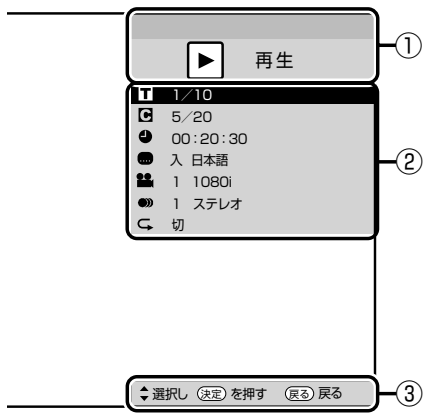 ① 
▶ 再生
T 1/10
C 5/20
00:20:30
入 日本語
② 
1 1080i
1 ステレオ
切
選択し 決定 を押す 戻る 戻る
③